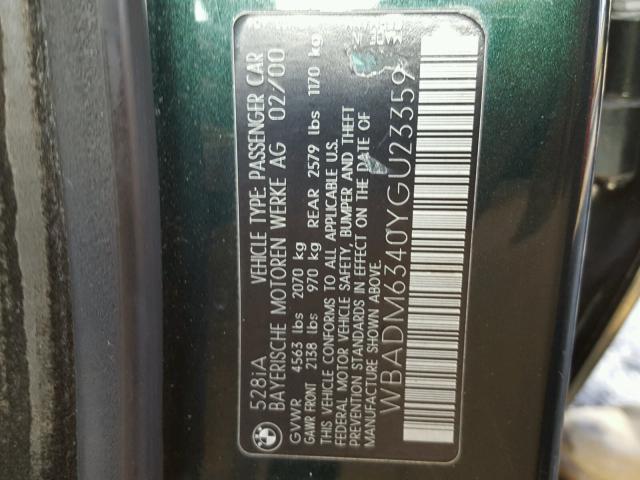 528iA VEHICLE TYPE: PASSENGER CAR
BAYERISCHE MOTOREN WERKE AG 02/00
GVWR 4563 lbs 2070 kg
GAWR FRONT 2138 lbs 970 kg REAR 2579 lbs 1170 kg
THIS VEHICLE CONFORMS TO ALL APPLICABLE U.S.
FEDERAL MOTOR VEHICLE SAFETY, BUMPER AND THEFT
PREVENTION STANDARDS IN EFFECT ON THE DATE OF
MANUFACTURE
WBADM6340YGU23359